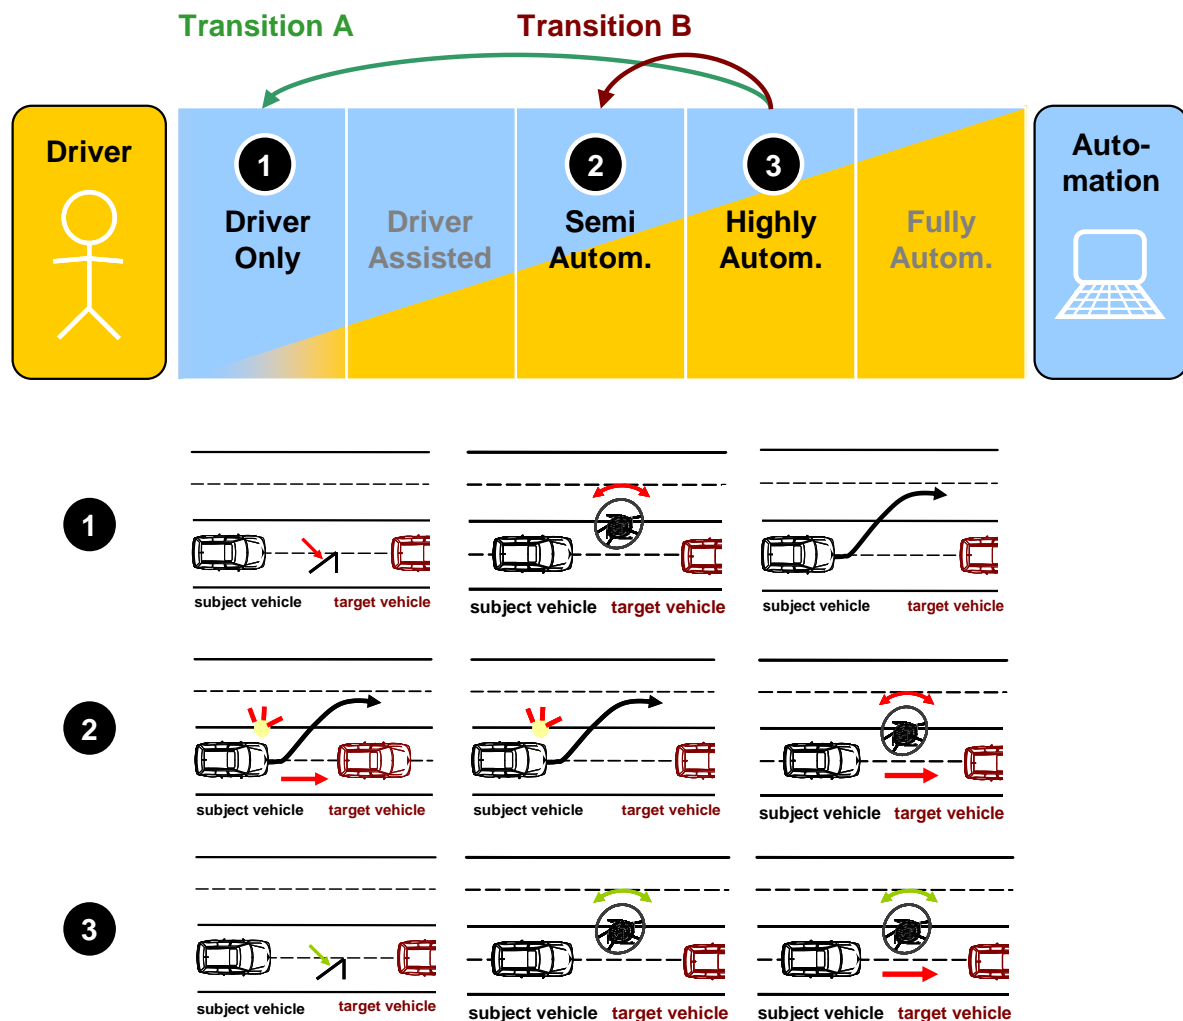 Transition A
Transition B
Driver
1
2
3
Auto-
mation
Driver
Only
Driver
Assisted
Semi
Autom.
Highly
Autom.
Fully
Autom.
1
subject vehicle target vehicle
subject vehicle target vehicle
subject vehicle target vehicle
2
subject vehicle target vehicle
subject vehicle target vehicle
subject vehicle target vehicle
3
subject vehicle target vehicle
subject vehicle target vehicle
subject vehicle target vehicle